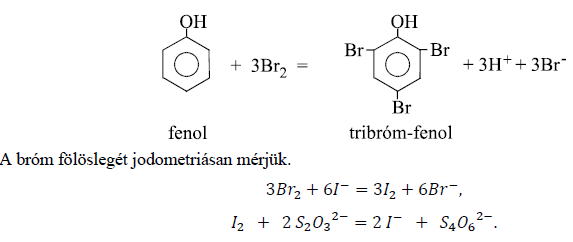 OH OH
Br Br
+ 3Br₂ = + 3H⁺ + 3Br⁻
Br
fenol tribróm-fenol
A bróm fölöslegét jodometriásan mérjük.
3Br₂ + 6I⁻ = 3I₂ + 6Br⁻,
I₂ + 2 S₂O₃²⁻ = 2 I⁻ + S₄O₆²⁻.